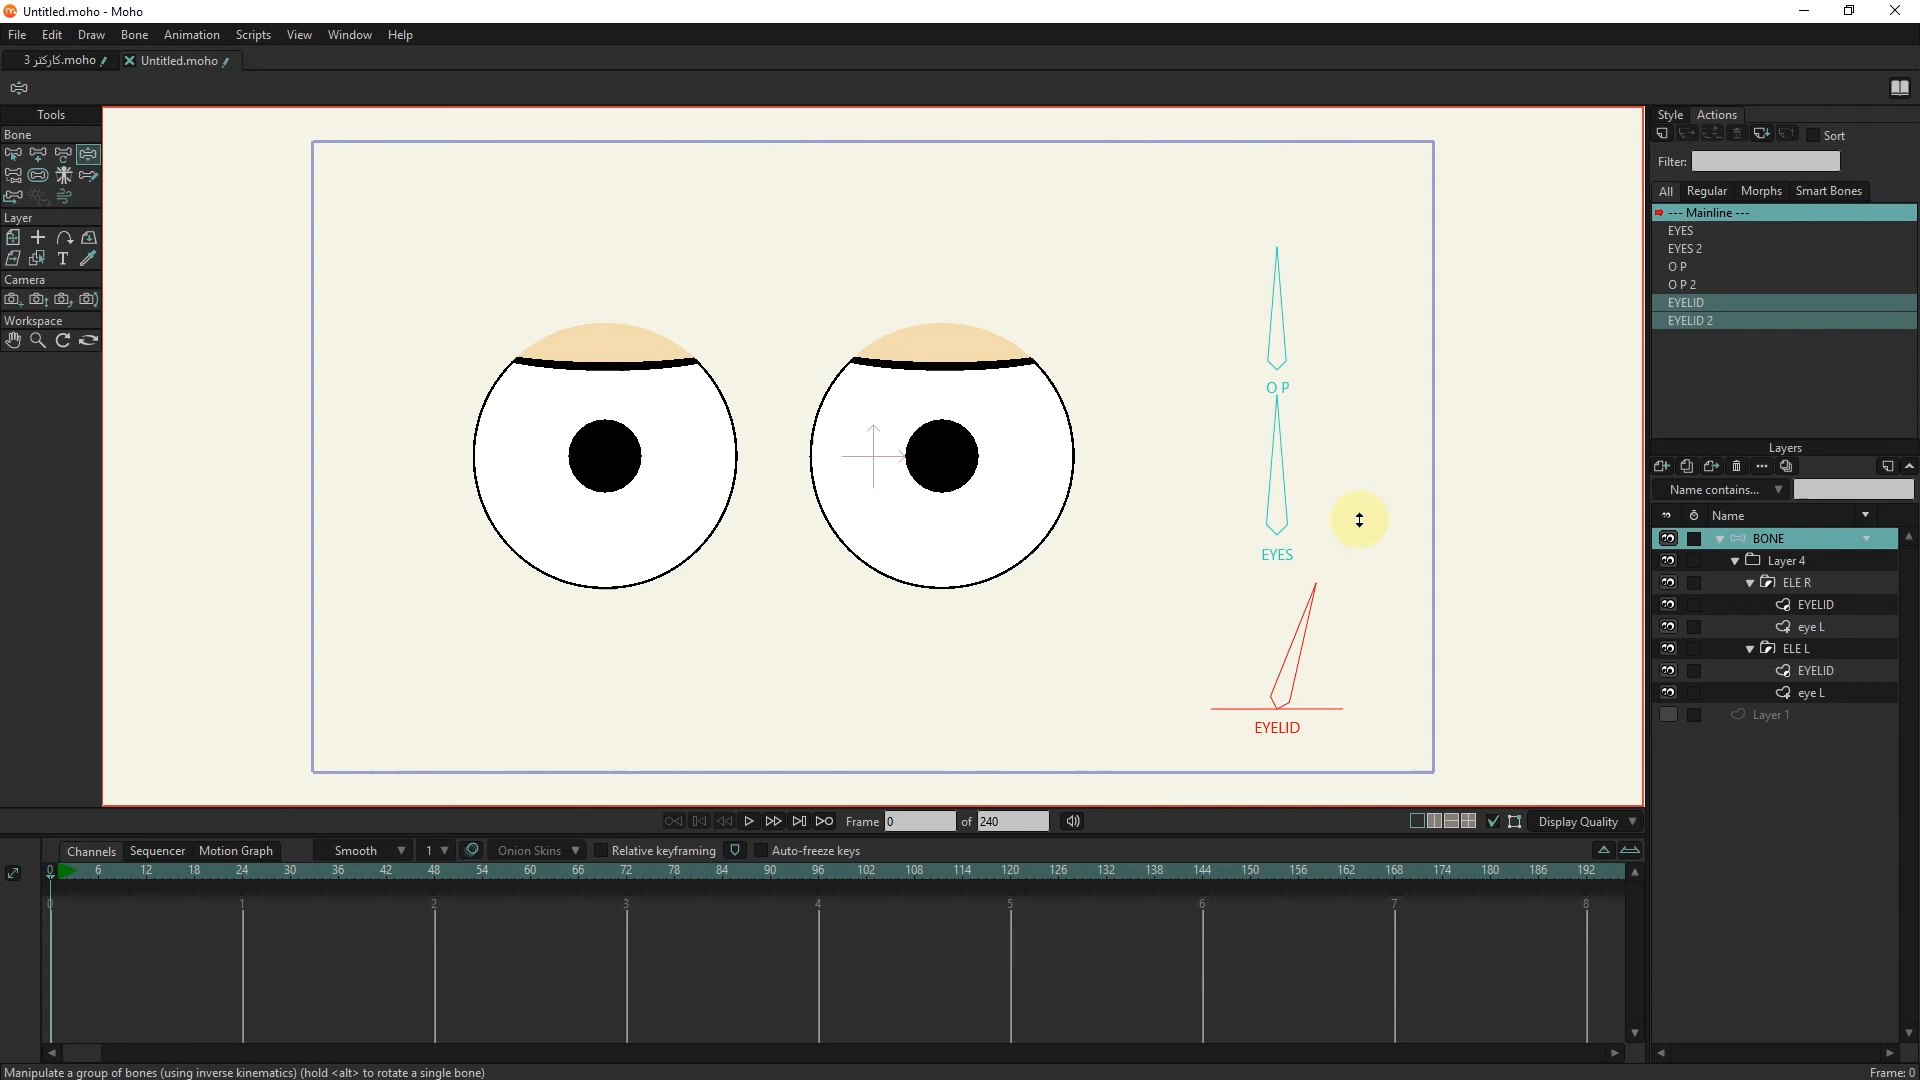 Untitled.moho - Moho
File Edit Draw Bone Animation Scripts View Window Help
کارکتر 3.moho
Untitled.moho
Tools
Bone
Layer
Camera
Workspace
O P
EYES
EYELID
Style Actions
Sort
Filter:
All Regular Morphs Smart Bones
--- Mainline ---
EYES
EYES 2
O P
O P 2
EYELID
EYELID 2
Layers
Name contains...
Name
BONE
Layer 4
ELE R
EYELID
eye L
ELE L
EYELID
eye L
Layer 1
Frame 0 of 240
Display Quality
Channels Sequencer Motion Graph Smooth 1 Onion Skins Relative keyframing Auto-freeze keys
0 6 12 18 24 30 36 42 48 54 60 66 72 78 84 90 96 102 108 114 120 126 132 138 144 150 156 162 168 174 180 186 192
0 1 2 3 4 5 6 7 8
Manipulate a group of bones (using inverse kinematics) (hold <alt> to rotate a single bone)
Frame: 0